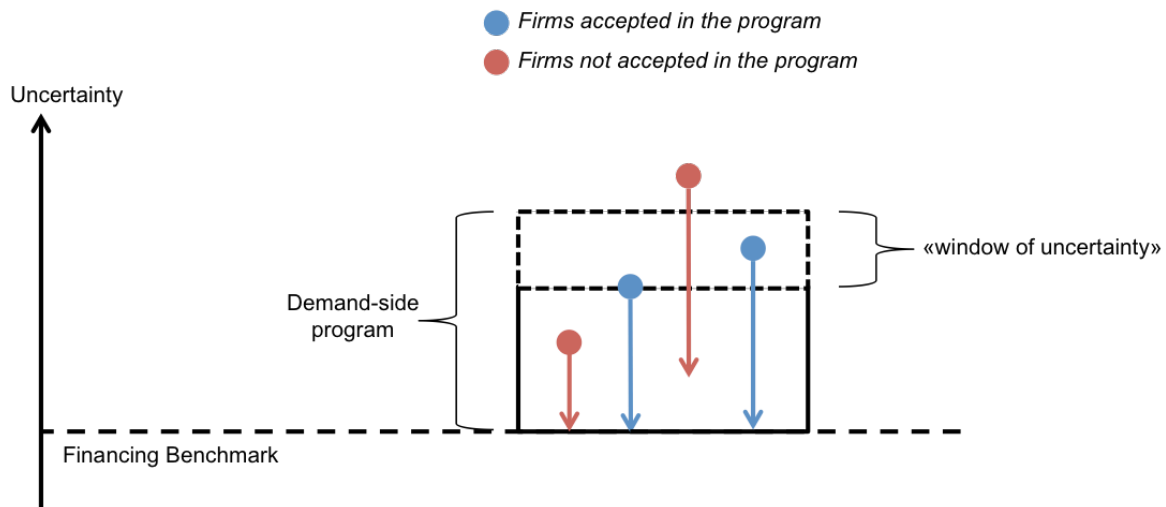 Firms accepted in the program
Firms not accepted in the program
Uncertainty
«window of uncertainty»
Demand-side
program
Financing Benchmark